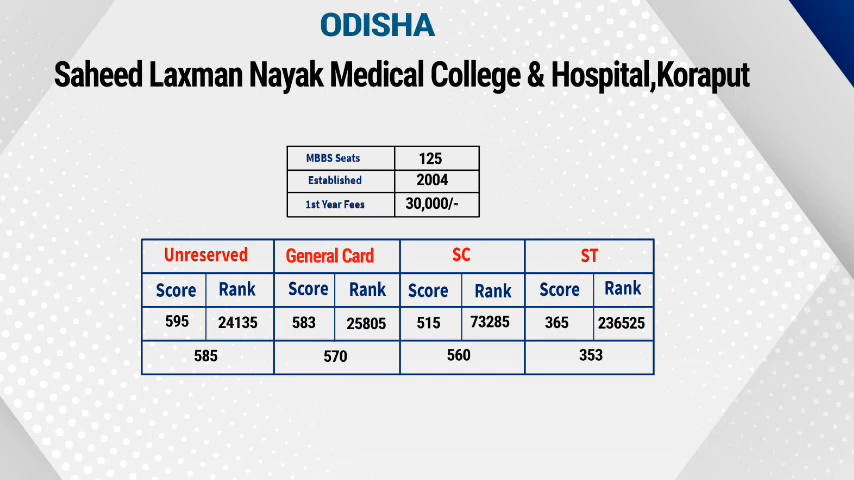 ODISHA
Saheed Laxman Nayak Medical College & Hospital,Koraput
MBBS Seats 125
Established 2004
1st Year Fees 30,000/-
Unreserved General Card SC ST
Score Rank Score Rank Score Rank Score Rank
595 24135 583 25805 515 73285 365 236525
585 570 560 353